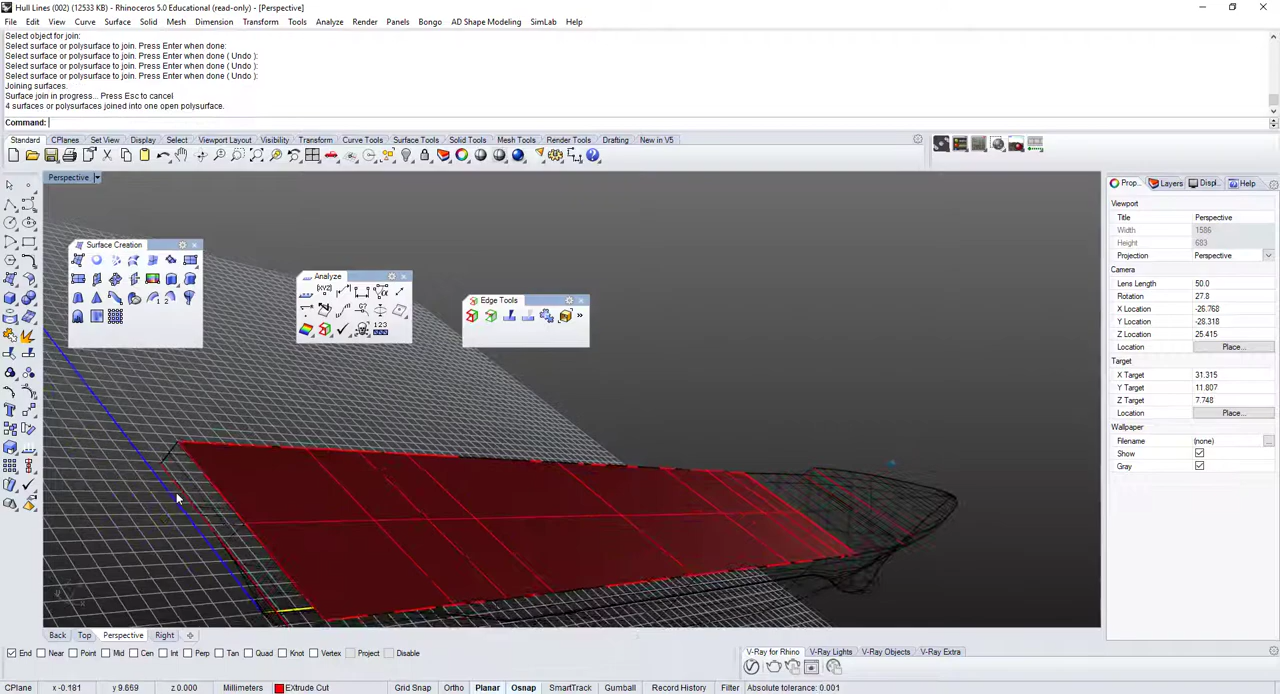 Hull Lines (002) (12533 KB) - Rhinoceros 5.0 Educational (read-only) - [Perspective]
File Edit View Curve Surface Solid Mesh Dimension Transform Tools Analyze Render Panels Bongo AD Shape Modeling SimLab Help
Select object for join:
Select surface or polysurface to join. Press Enter when done:
Select surface or polysurface to join. Press Enter when done ( Undo ):
Select surface or polysurface to join. Press Enter when done ( Undo ):
Select surface or polysurface to join. Press Enter when done ( Undo ):
Joining surfaces.
Surface join in progress... Press Esc to cancel
4 surfaces or polysurfaces joined into one open polysurface.
Command:
Standard CPlanes Set View Display Select Viewport Layout Visibility Transform Curve Tools Surface Tools Solid Tools Mesh Tools Render Tools Drafting New in V5
Perspective
Prop... Layers Displ... Help
Viewport
Title Perspective
Width 1586
Height 683
Projection Perspective
Camera
Lens Length 50.0
Rotation 27.8
X Location -26.768
Y Location -28.318
Z Location 25.415
Location Place...
Target
X Target 31.315
Y Target 11.807
Z Target 7.748
Location Place...
Wallpaper
Filename (none) ...
Show
Gray
Surface Creation
Analyze
Edge Tools
Back Top Perspective Right
End Near Point Mid Cen Int Perp Tan Quad Knot Vertex Project Disable
V-Ray for Rhino V-Ray Lights V-Ray Objects V-Ray Extra
CPlane x -0.181 y 9.669 z 0.000 Millimeters EXtrude Cut Grid Snap Ortho Planar Osnap SmartTrack Gumball Record History Filter Absolute tolerance: 0.001